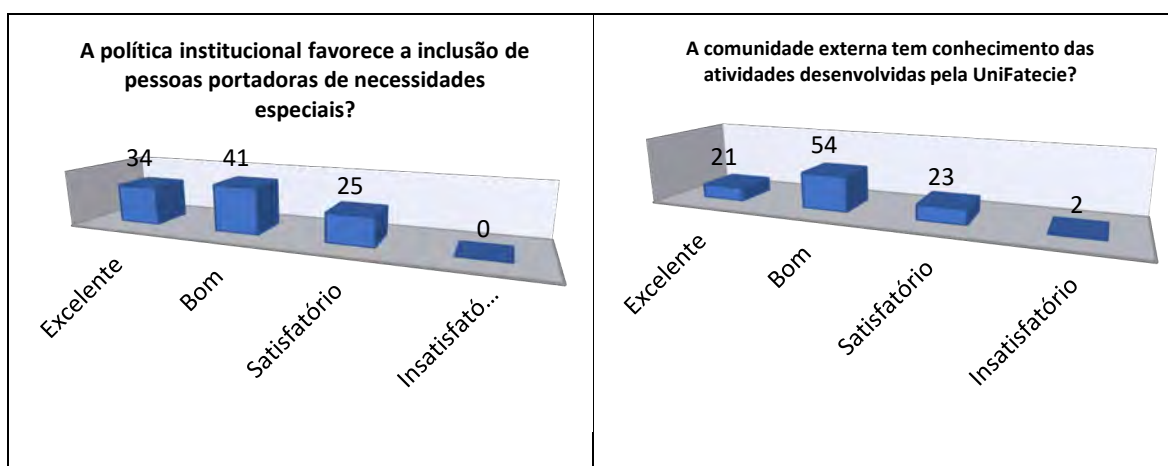 A política institucional favorece a inclusão de
pessoas portadoras de necessidades
especiais?
34
41
25
0
Excelente
Bom
Satisfatório
Insatisfató...
A comunidade externa tem conhecimento das
atividades desenvolvidas pela UniFatecie?
21
54
23
2
Excelente
Bom
Satisfatório
Insatisfatório